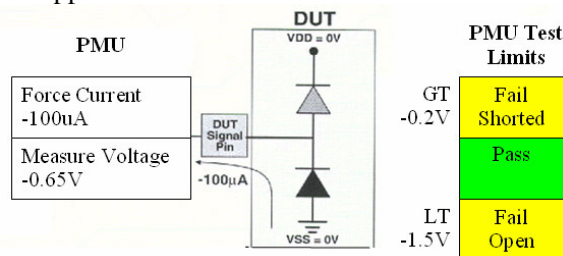 DUT
PMU
VDD = 0V
PMU Test
Limits
Force Current
-100uA
Measure Voltage
-0.65V
DUT
Signal
Pin
-100µA
VSS = 0V
GT
-0.2V
Fail
Shorted
Pass
LT
-1.5V
Fail
Open